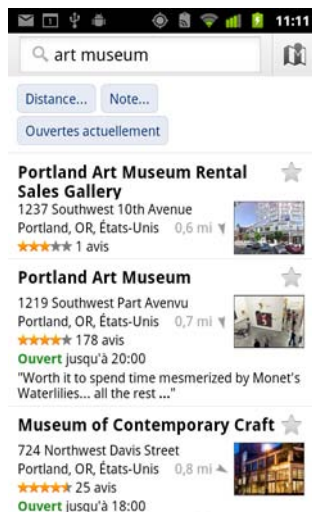 11:11
art museum
Distance... Note...
Ouvertes actuellement
Portland Art Museum Rental
Sales Gallery
1237 Southwest 10th Avenue
Portland, OR, États-Unis 0,6 mi
1 avis
Portland Art Museum
1219 Southwest Part Avenvu
Portland, OR, États-Unis 0,7 mi
178 avis
Ouvert jusqu'à 20:00
"Worth it to spend time mesmerized by Monet's
Waterlilies... all the rest ..."
Museum of Contemporary Craft
724 Northwest Davis Street
Portland, OR, États-Unis 0,8 mi
25 avis
Ouvert jusqu'à 18:00